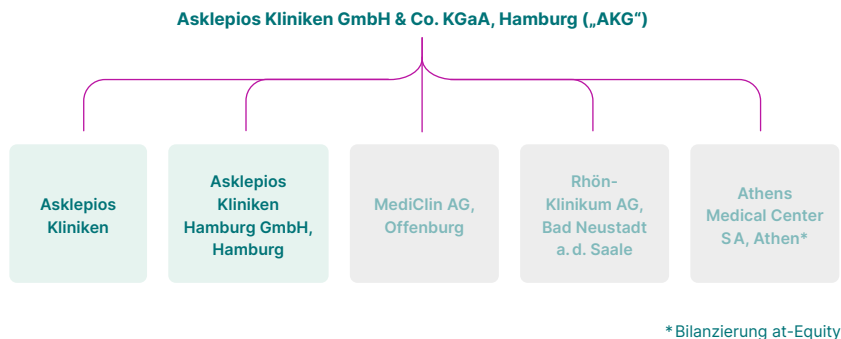 Asklepios Kliniken GmbH & Co. KGaA, Hamburg („AKG“)
Asklepios
Kliniken
Asklepios
Kliniken
Hamburg GmbH,
Hamburg
MediClin AG,
Offenburg
Rhön-
Klinikum AG,
Bad Neustadt
a. d. Saale
Athens
Medical Center
SA, Athen*
*Bilanzierung at-Equity